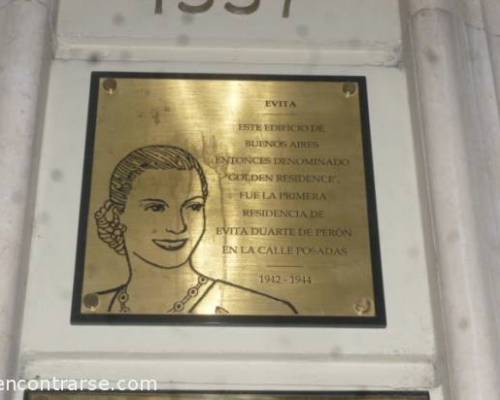 1557
EVITA
ESTE EDIFICIO DE
BUENOS AIRES
ENTONCES DENOMINADO
"GOLDEN RESIDENCE",
FUE LA PRIMERA
RESIDENCIA DE
EVITA DUARTE DE PERÓN
EN LA CALLE POSADAS
1942 - 1944
encontrarse.com